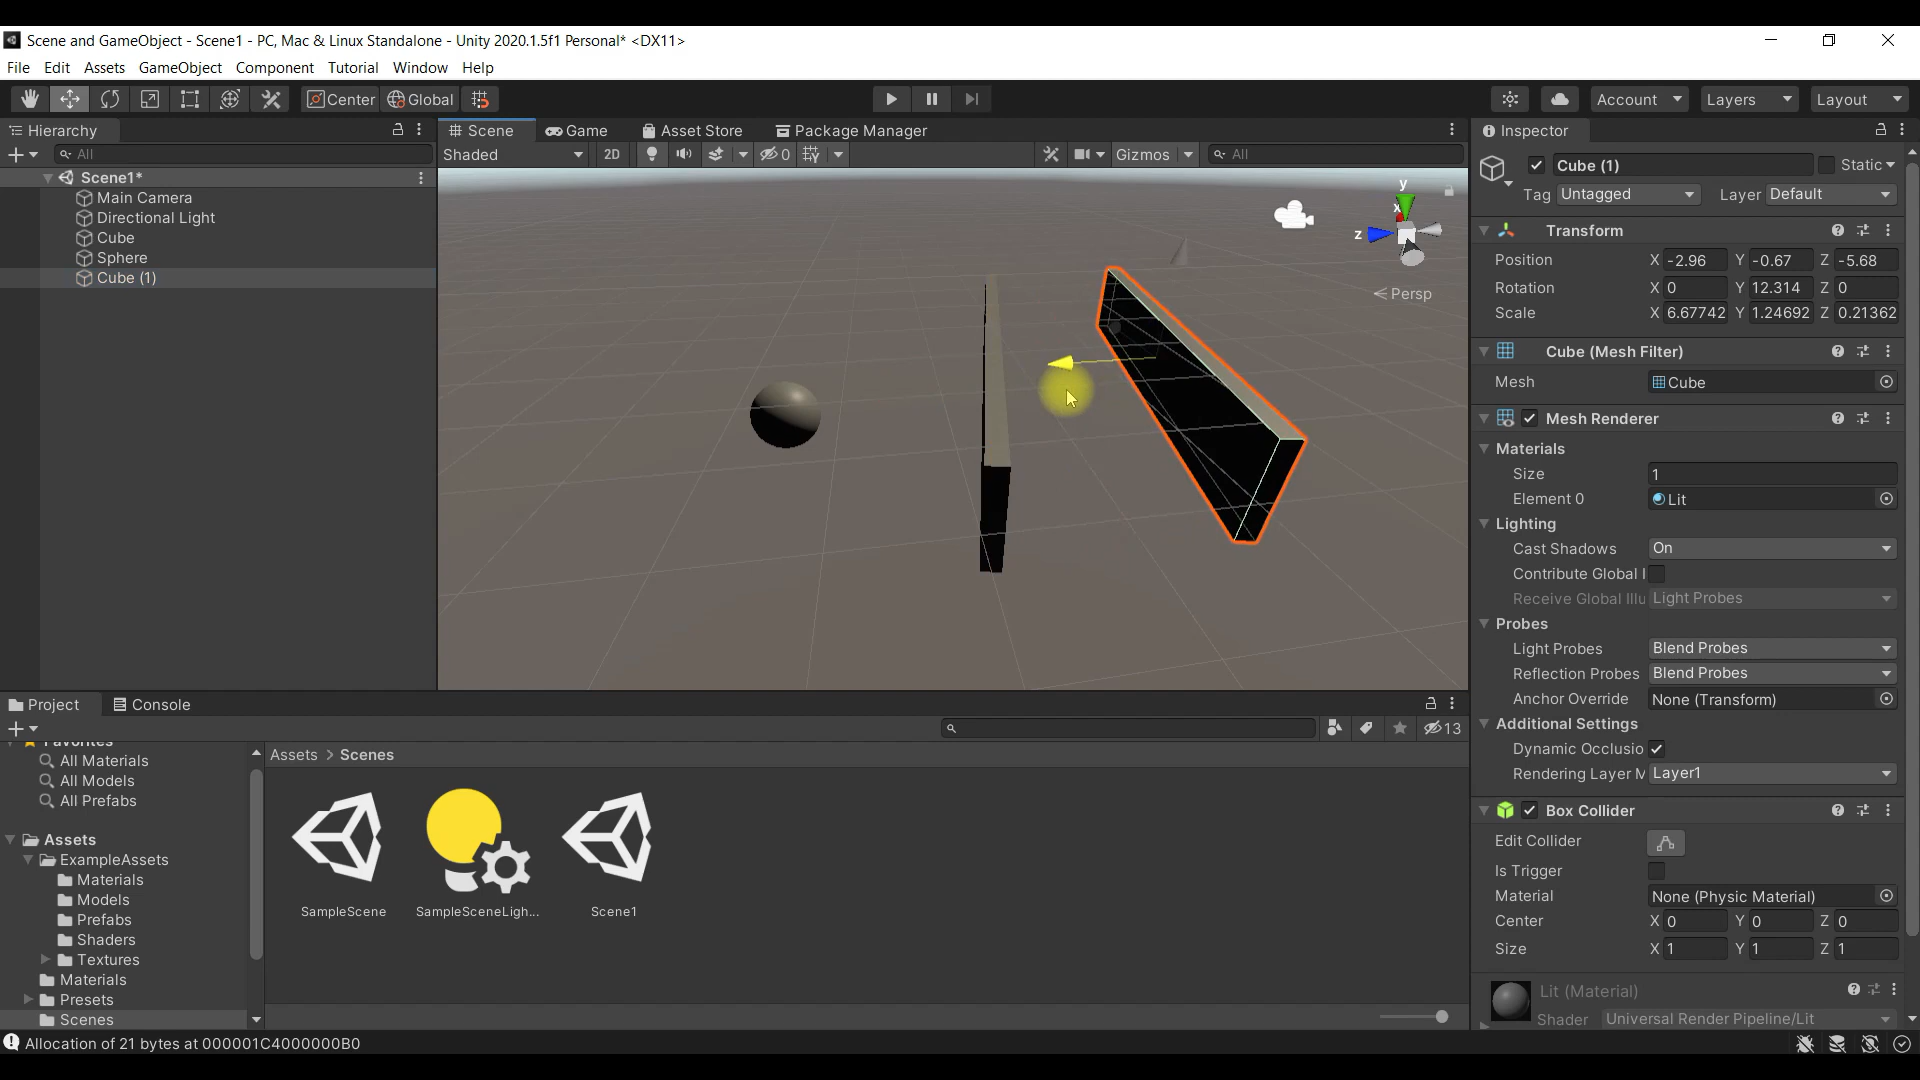 Scene and GameObject - Scene1 - PC, Mac & Linux Standalone - Unity 2020.1.5f1 Personal* <DX11>
File Edit Assets GameObject Component Tutorial Window Help
Center Global Account Layers Layout
Hierarchy
All
Scene1*
Main Camera
Directional Light
Cube
Sphere
Cube (1)
Scene Game Asset Store Package Manager
Shaded 2D 0 Gizmos All
y
x
z
Persp
Inspector
Cube (1) Static
Tag Untagged Layer Default
Transform
Position X -2.96 Y -0.67 Z -5.68
Rotation X 0 Y 12.314 Z 0
Scale X 6.67742 Y 1.24692 Z 0.21362
Cube (Mesh Filter)
Mesh Cube
Mesh Renderer
Materials
Size 1
Element 0 Lit
Lighting
Cast Shadows On
Contribute Global I
Receive Global Illu Light Probes
Probes
Light Probes Blend Probes
Reflection Probes Blend Probes
Anchor Override None (Transform)
Additional Settings
Dynamic Occlusio
Rendering Layer M Layer1
Box Collider
Edit Collider
Is Trigger
Material None (Physic Material)
Center X 0 Y 0 Z 0
Size X 1 Y 1 Z 1
Lit (Material)
Shader Universal Render Pipeline/Lit
Project Console
13
Favorites
All Materials
All Models
All Prefabs
Assets
ExampleAssets
Materials
Models
Prefabs
Shaders
Textures
Materials
Presets
Scenes
Assets > Scenes
SampleScene SampleSceneLigh... Scene1
Allocation of 21 bytes at 000001C4000000B0